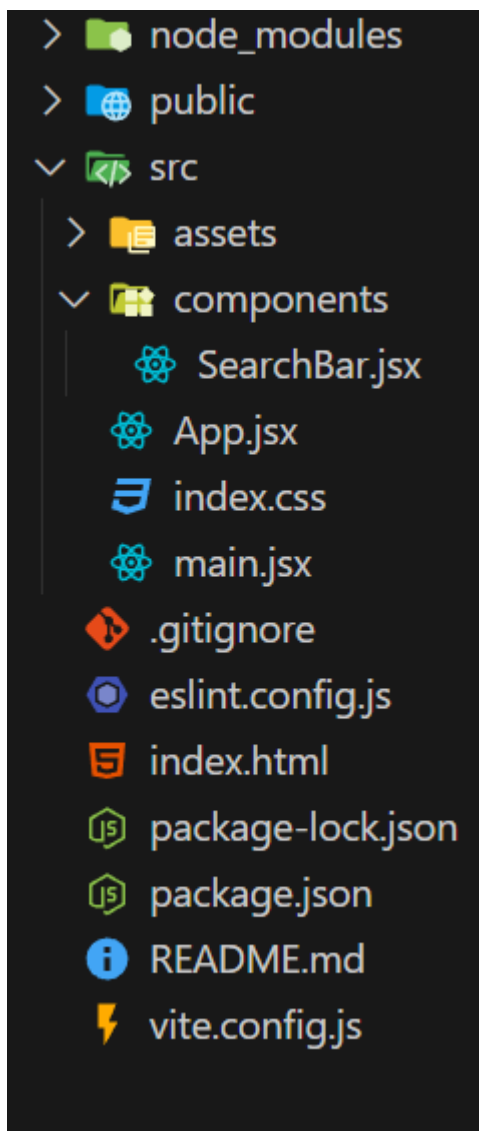 node_modules
public
src
assets
components
SearchBar.jsx
App.jsx
index.css
main.jsx
.gitignore
eslint.config.js
index.html
package-lock.json
package.json
README.md
vite.config.js